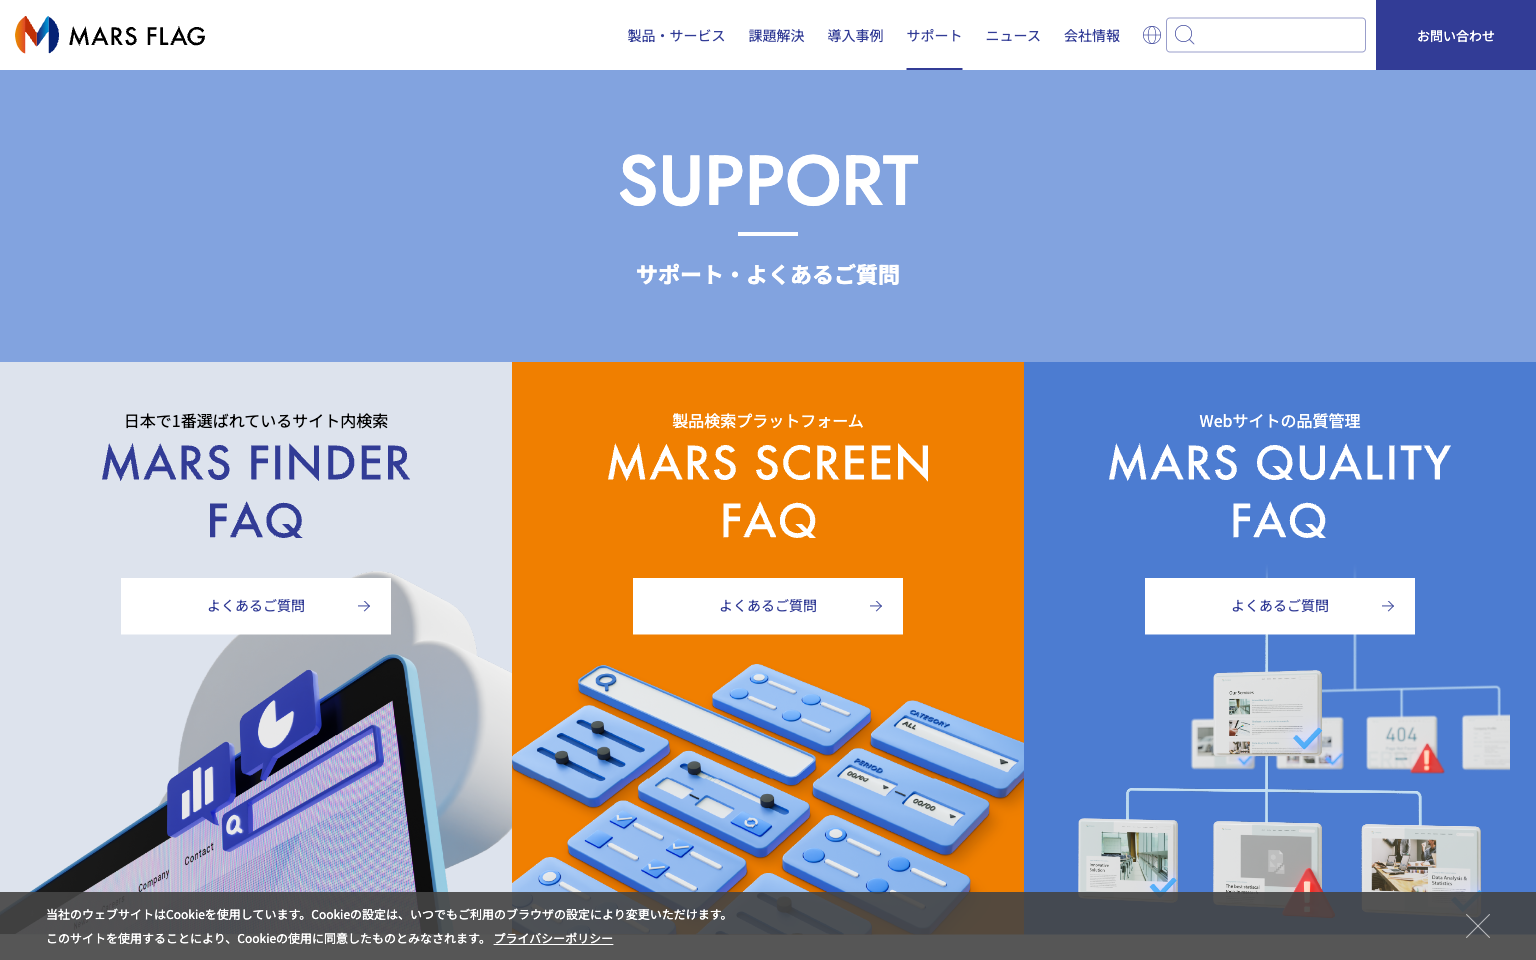 MARS FLAG
製品・サービス 課題解決 導入事例 サポート ニュース 会社情報
お問い合わせ
SUPPORT
サポート・よくあるご質問
日本で1番選ばれているサイト内検索
MARS FINDER
FAQ
よくあるご質問
Contact
Company
製品検索プラットフォーム
MARS SCREEN
FAQ
よくあるご質問
CATEGORY
ALL
PERIOD
00/00
00/00
Webサイトの品質管理
MARS QUALITY
FAQ
よくあるご質問
Our Services
404
Innovative
Solution
The best statical
Data Analysis &
Statistics
当社のウェブサイトはCookieを使用しています。Cookieの設定は、いつでもご利用のブラウザの設定により変更いただけます。
このサイトを使用することにより、Cookieの使用に同意したものとみなされます。 プライバシーポリシー